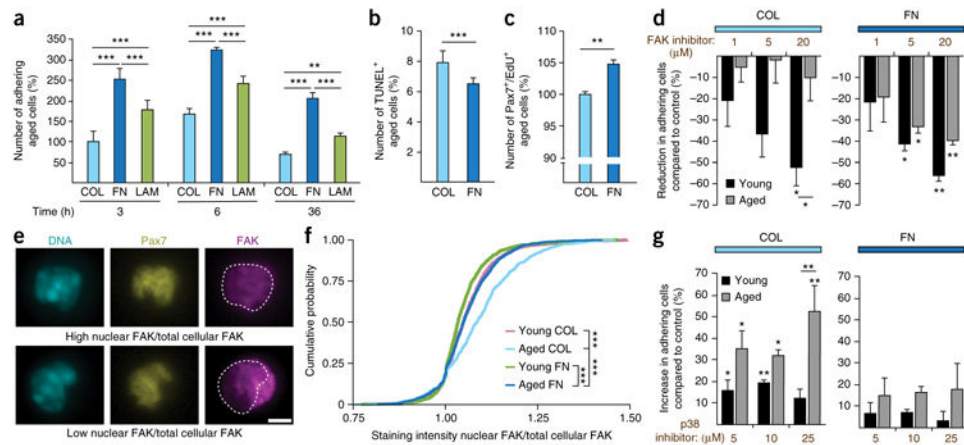 a
Number of adhering
aged cells (%)
350
300
250
200
150
100
50
***
***
***
***
***
***
**
***
***
COL FN LAM COL FN LAM COL FN LAM
Time (h) 3 6 36
b
Number of TUNEL+
aged cells (%)
10
8
6
4
2
***
COL FN
c
Number of Pax7+/EdU+
aged cells (%)
110
105
100
95
90
0
**
COL FN
d
COL FN
FAK inhibitor:
(µM)
1 5 20 1 5 20
Reduction in adhering cells
compared to control (%)
–10
–20
–30
–40
–50
–60
–70
–10
–20
–30
–40
–50
–60
–70
Young
Aged
*
*
*
*
**
**
e
DNA Pax7 FAK
High nuclear FAK/total cellular FAK
Low nuclear FAK/total cellular FAK
f
Cumulative probability
1.00
0.75
0.50
0.25
0
0.75 1.00 1.25 1.50
Staining intensity nuclear FAK/total cellular FAK
Young COL
Aged COL
Young FN
Aged FN
***
***
***
g
COL FN
Increase in adhering cells
compared to control (%)
70
60
50
40
30
20
10
70
60
50
40
30
20
10
Young
Aged
*
*
**
*
**
**
p38
inhibitor: (µM) 5 10 25 5 10 25